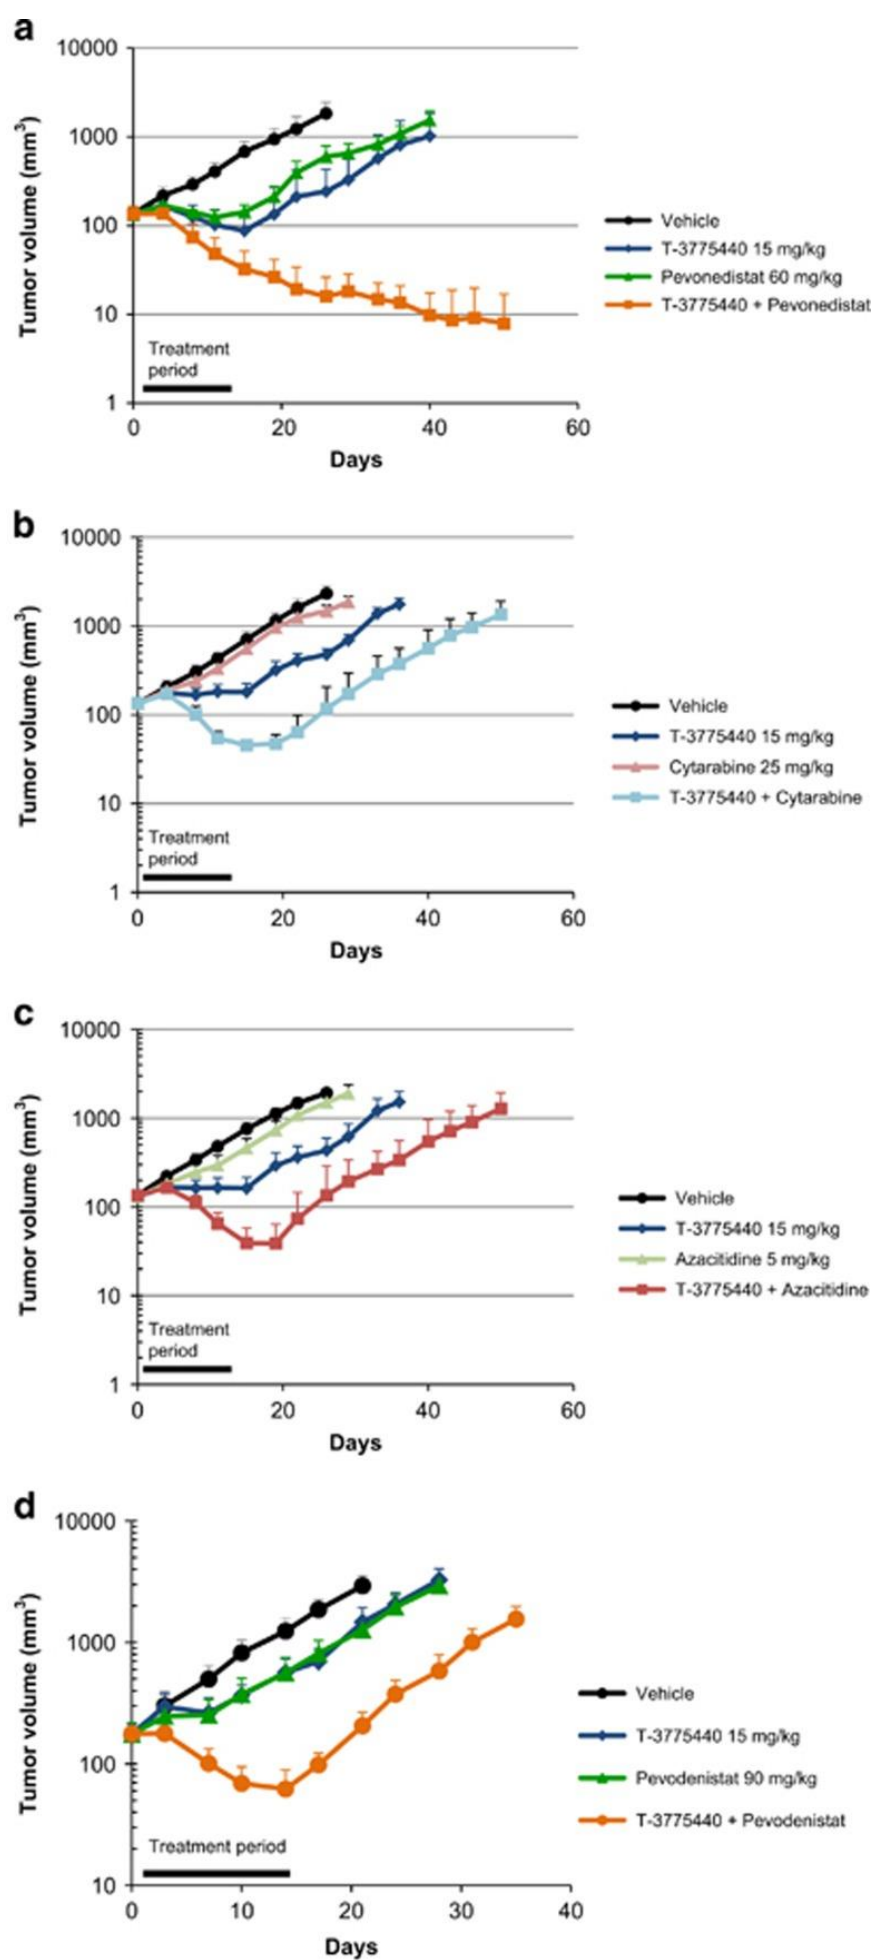 a
10000
1000
100
10
1
Tumor volume (mm³)
Treatment
period
0 20 40 60
Days
Vehicle
T-3775440 15 mg/kg
Pevonedistat 60 mg/kg
T-3775440 + Pevonedistat
b
10000
1000
100
10
1
Tumor volume (mm³)
Treatment
period
0 20 40 60
Days
Vehicle
T-3775440 15 mg/kg
Cytarabine 25 mg/kg
T-3775440 + Cytarabine
c
10000
1000
100
10
1
Tumor volume (mm³)
Treatment
period
0 20 40 60
Days
Vehicle
T-3775440 15 mg/kg
Azacitidine 5 mg/kg
T-3775440 + Azacitidine
d
10000
1000
100
10
Tumor volume (mm³)
Treatment period
0 10 20 30 40
Days
Vehicle
T-3775440 15 mg/kg
Pevodenistat 90 mg/kg
T-3775440 + Pevodenistat